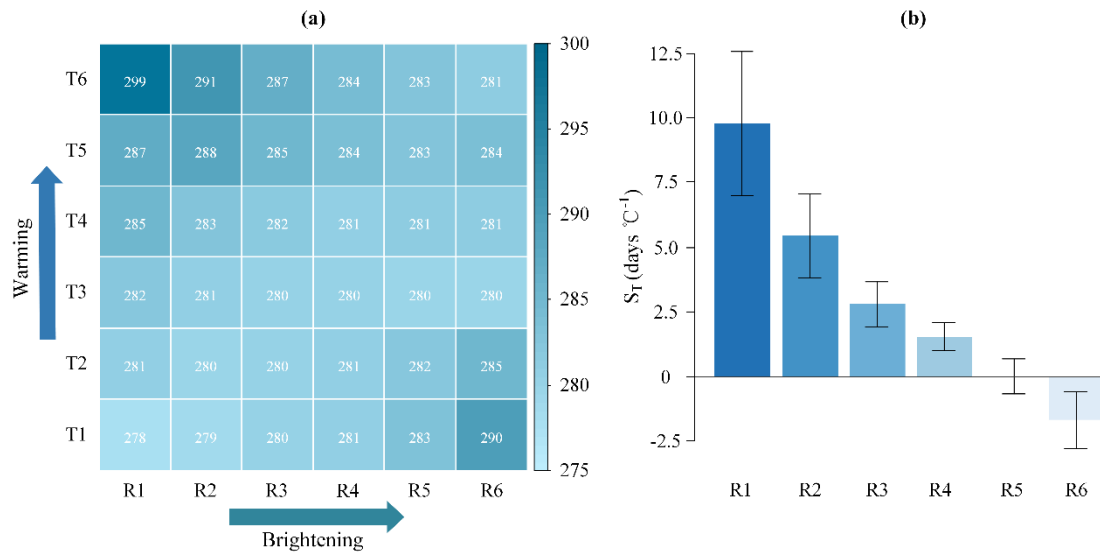 (a)
T6 299 291 287 284 283 281
T5 287 288 285 284 283 284
T4 285 283 282 281 281 281
T3 282 281 280 280 280 280
T2 281 280 280 281 282 285
T1 278 279 280 281 283 290
R1 R2 R3 R4 R5 R6
Warming
Brightening
300
295
290
285
280
275
(b)
S_T (days ℃⁻¹)
12.5
10.0
7.5
5.0
2.5
0
-2.5
R1 R2 R3 R4 R5 R6